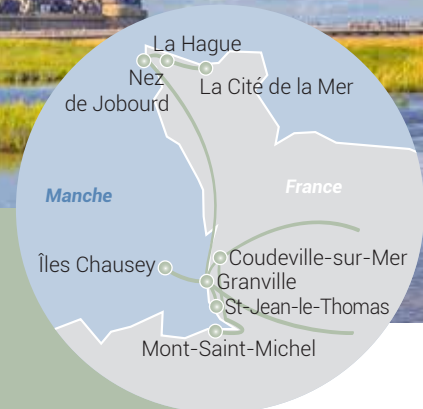 La Hague
Nez
de Jobourd
La Cité de la Mer
Manche
France
Îles Chausey
Coudeville-sur-Mer
Granville
St-Jean-le-Thomas
Mont-Saint-Michel